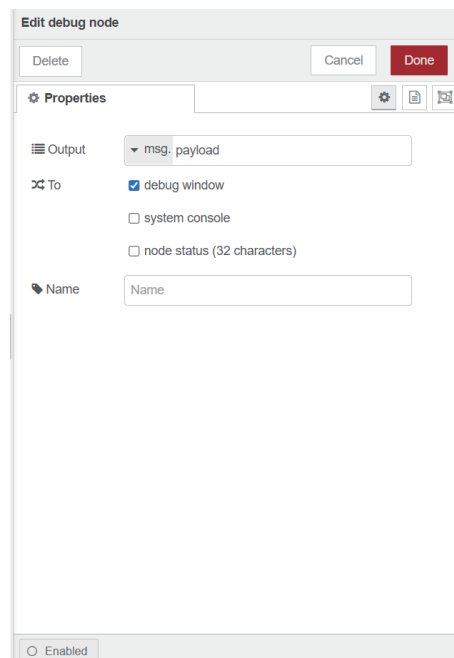 Edit debug node
Delete Cancel Done
Properties
Output msg. payload
To debug window
system console
node status (32 characters)
Name Name
Enabled